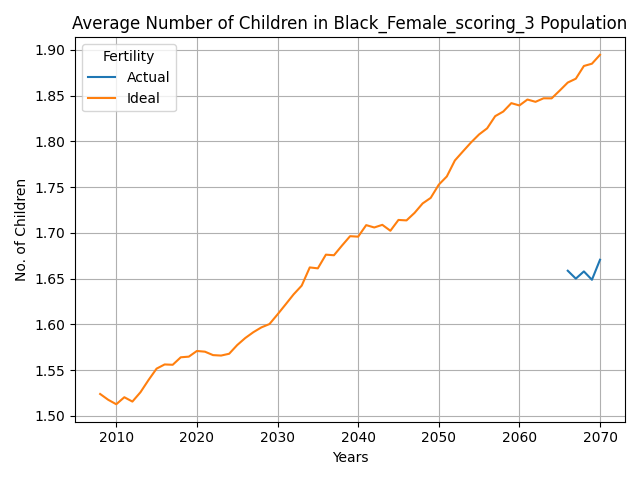 Average Number of Children in Black_Female_scoring_3 Population
Fertility
Actual
Ideal
No. of Children
1.90
1.85
1.80
1.75
1.70
1.65
1.60
1.55
1.50
2010 2020 2030 2040 2050 2060 2070
Years